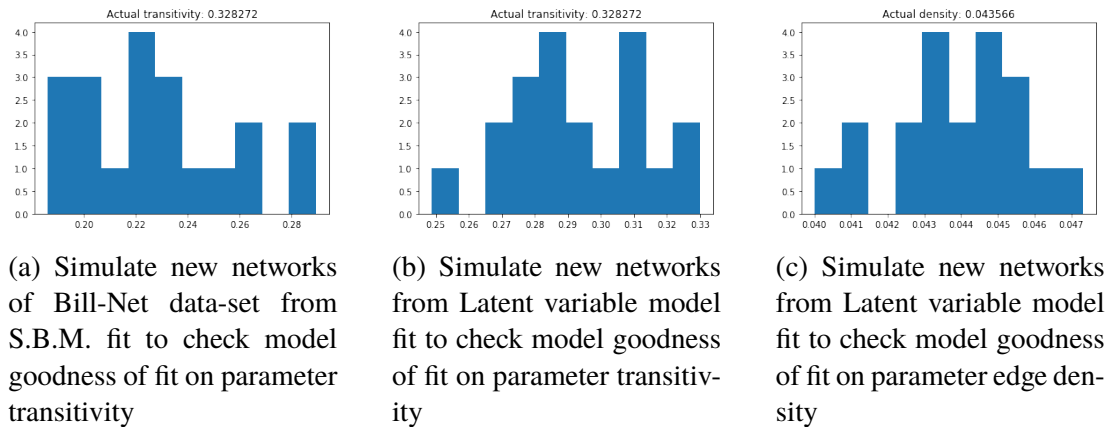 Actual transitivity: 0.328272
4.0
3.5
3.0
2.5
2.0
1.5
1.0
0.5
0.0
0.20 0.22 0.24 0.26 0.28
(a) Simulate new networks
of Bill-Net data-set from
S.B.M. fit to check model
goodness of fit on parameter
transitivity
Actual transitivity: 0.328272
4.0
3.5
3.0
2.5
2.0
1.5
1.0
0.5
0.0
0.25 0.26 0.27 0.28 0.29 0.30 0.31 0.32 0.33
(b) Simulate new networks
from Latent variable model
fit to check model goodness
of fit on parameter transitiv-
ity
Actual density: 0.043566
4.0
3.5
3.0
2.5
2.0
1.5
1.0
0.5
0.0
0.040 0.041 0.042 0.043 0.044 0.045 0.046 0.047
(c) Simulate new networks
from Latent variable model
fit to check model goodness
of fit on parameter edge den-
sity